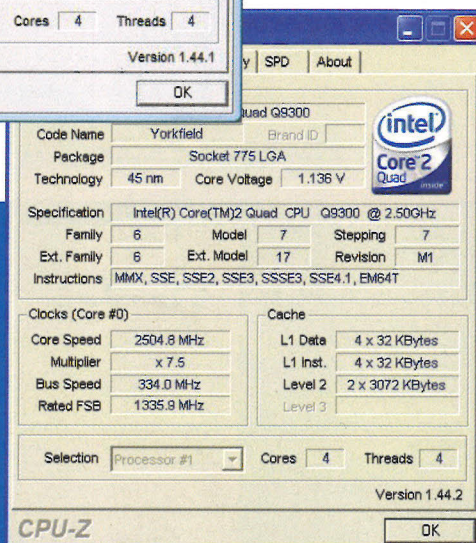 Cores 4 Threads 4
Version 1.44.1
OK
SPD About
uad Q9300
Code Name Yorkfield Brand ID
Package Socket 775 LGA
Technology 45 nm Core Voltage 1.136 V
intel
Core™2
Quad
inside™
Specification Intel(R) Core(TM)2 Quad CPU Q9300 @ 2.50GHz
Family 6 Model 7 Stepping 7
Ext. Family 6 Ext. Model 17 Revision M1
Instructions MMX, SSE, SSE2, SSE3, SSSE3, SSE4.1, EM64T
Clocks (Core #0)
Core Speed 2504.8 MHz
Multiplier x 7.5
Bus Speed 334.0 MHz
Rated FSB 1335.9 MHz
Cache
L1 Data 4 x 32 KBytes
L1 Inst. 4 x 32 KBytes
Level 2 2 x 3072 KBytes
Level 3
Selection Processor #1 Cores 4 Threads 4
Version 1.44.2
CPU-Z OK